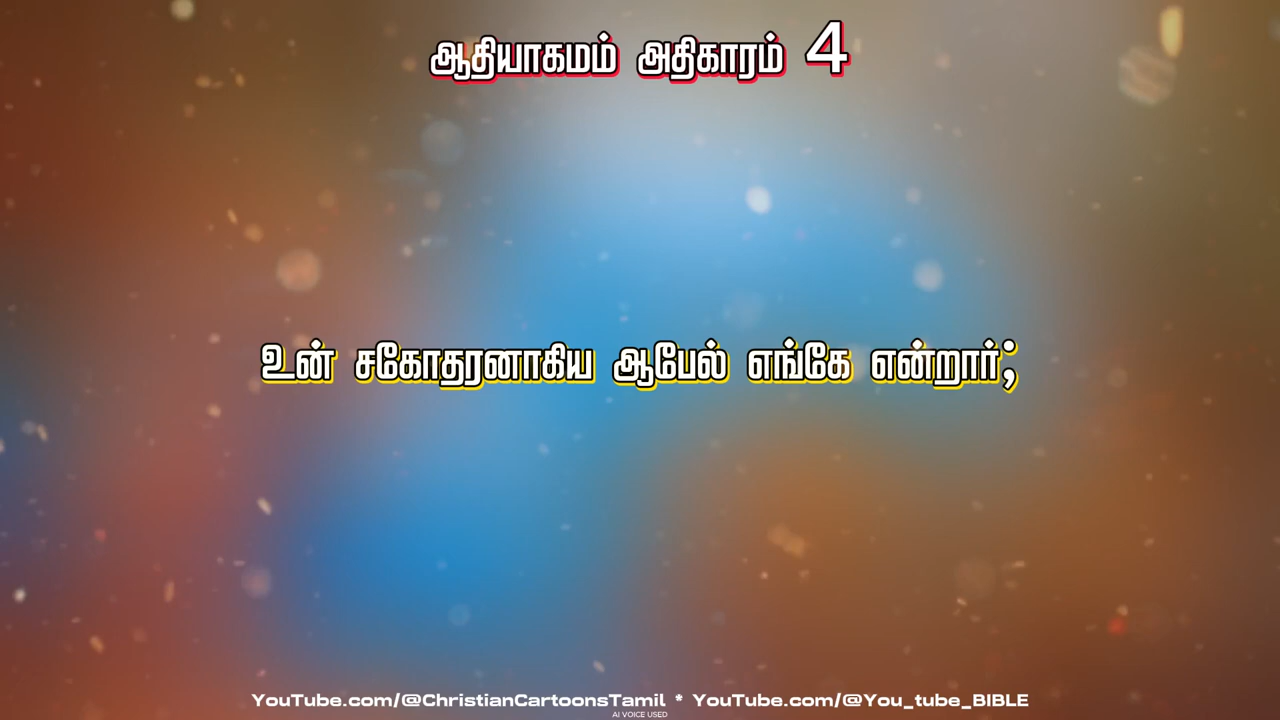 ஆதியாகமம் அதிகாரம் 4
உன் சகோதரனாகிய ஆபேல் எங்கே என்றார்;
YouTube.com/@ChristianCartoonsTamil * YouTube.com/@You_tube_BIBLE
AI VOICE USED